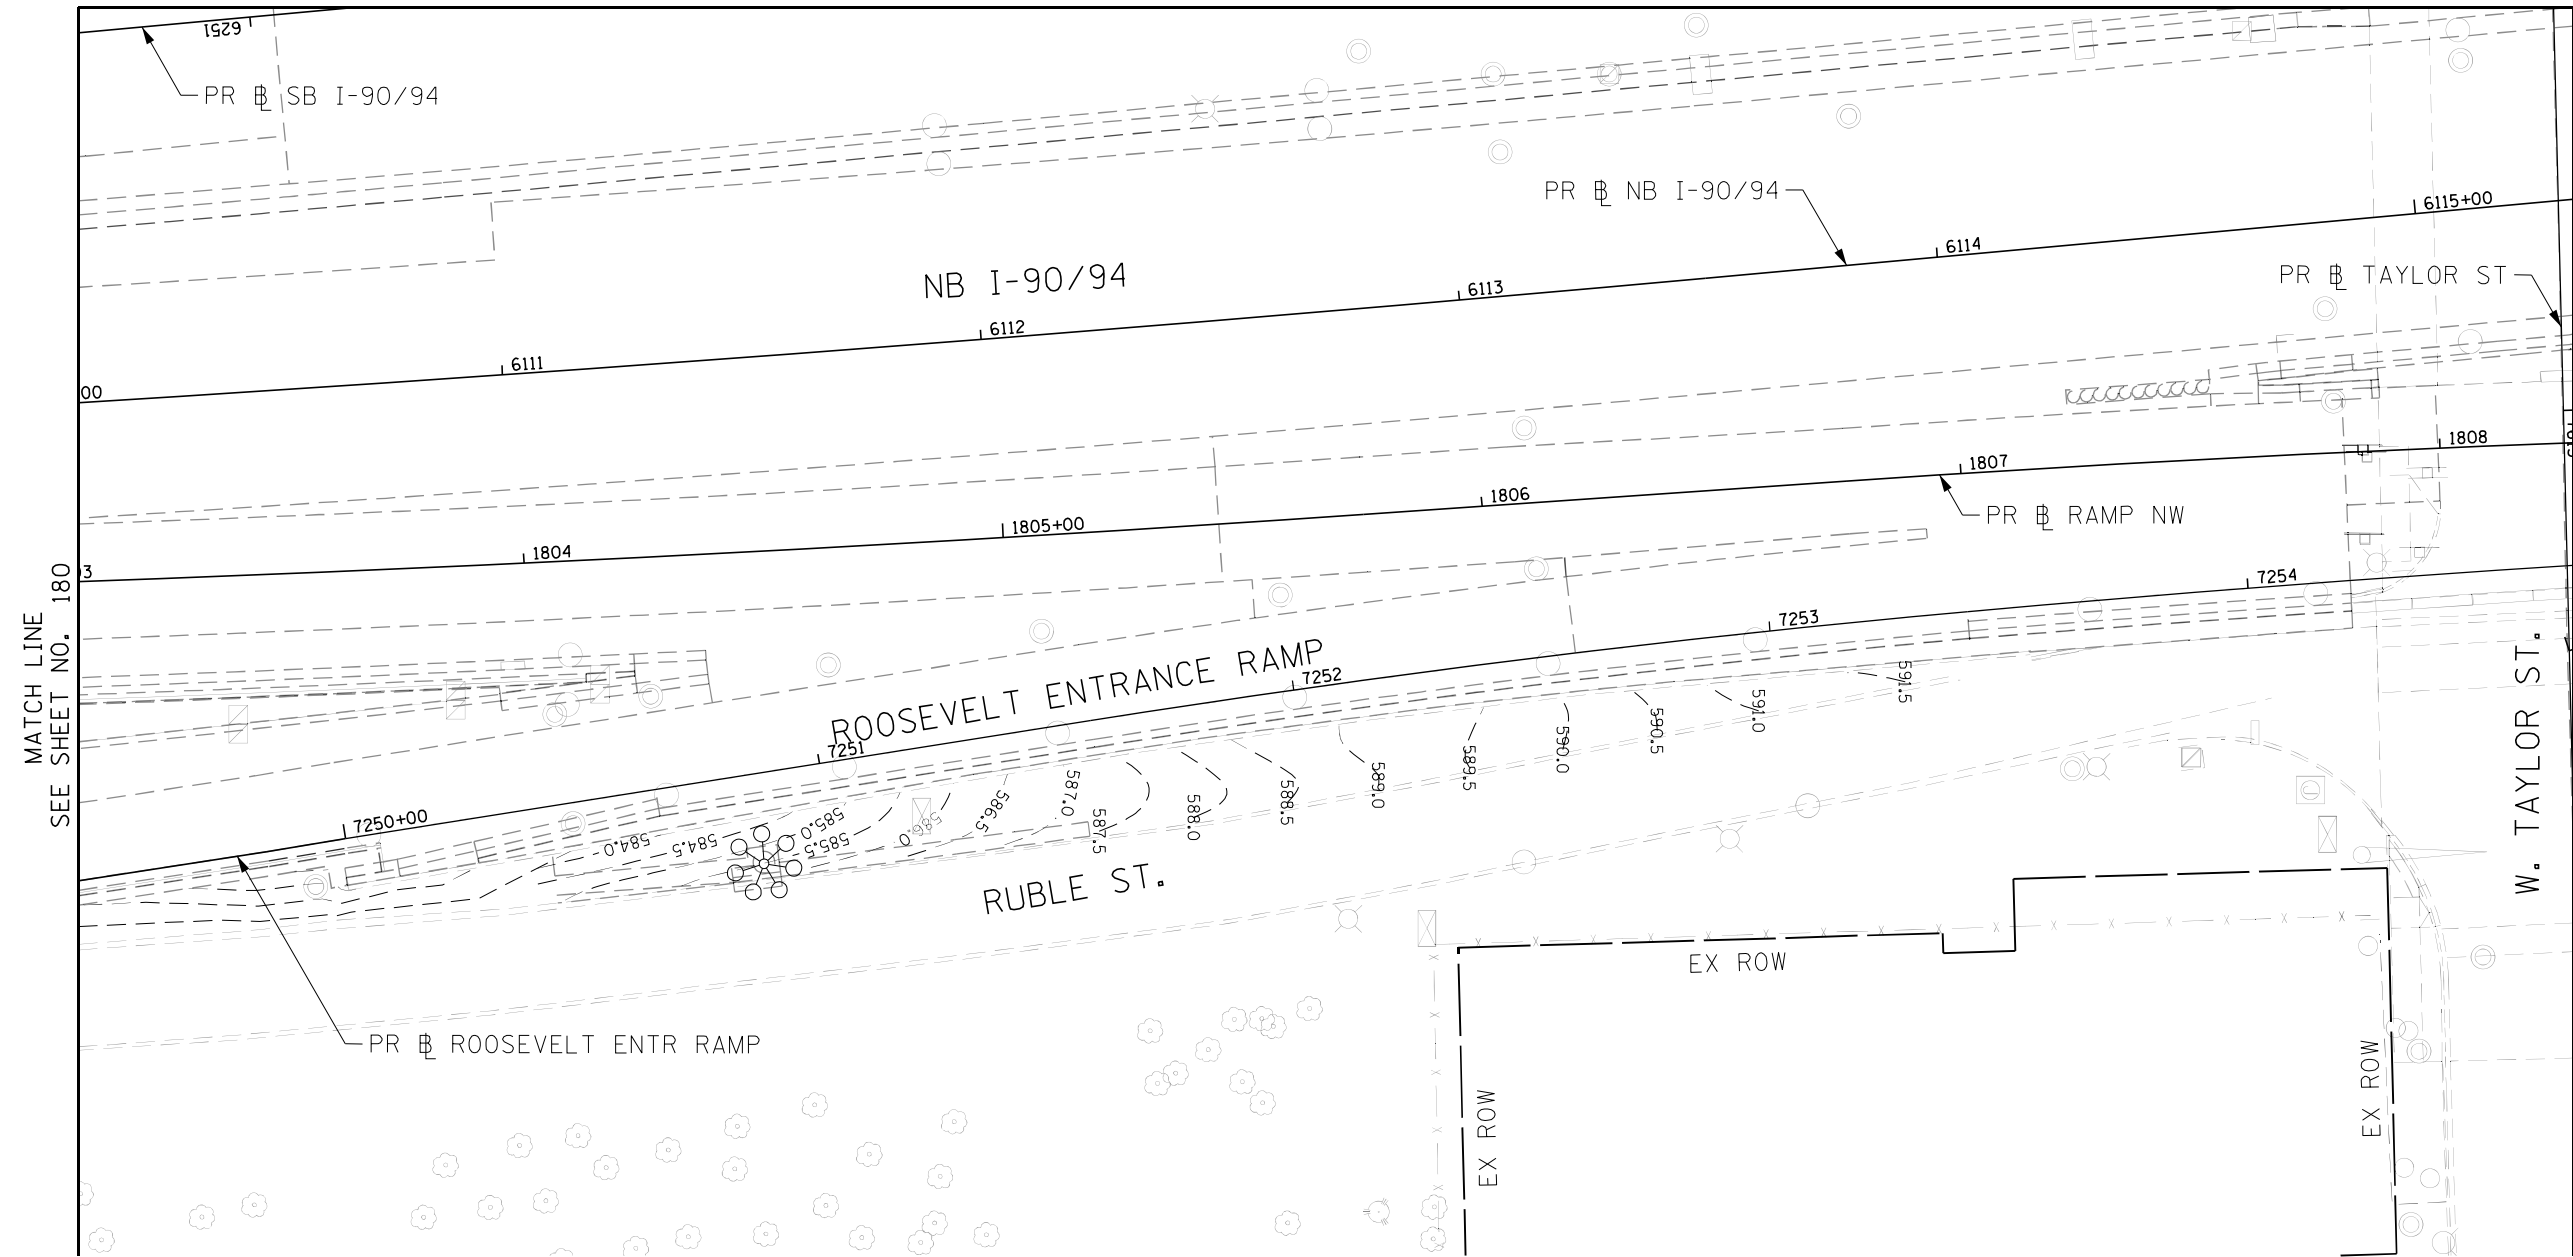 6251
PR ⅊ SB I-90/94
PR ⅊ NB I-90/94
6115+00
6114
PR ⅊ TAYLOR ST
NB I-90/94
6113
6112
6111
00
1808
1807
1806
PR ⅊ RAMP NW
1805+00
1804
3
MATCH LINE
SEE SHEET NO. 180
7254
7253
ROOSEVELT ENTRANCE RAMP
7252
7251
7250+00
591.5
591.0
590.5
590.0
589.5
589.0
588.5
588.0
587.5
587.0
586.5
586.0
585.5
585.0
584.5
584.0
RUBLE ST.
W. TAYLOR ST.
EX ROW
PR ⅊ ROOSEVELT ENTR RAMP
EX ROW
EX ROW
J